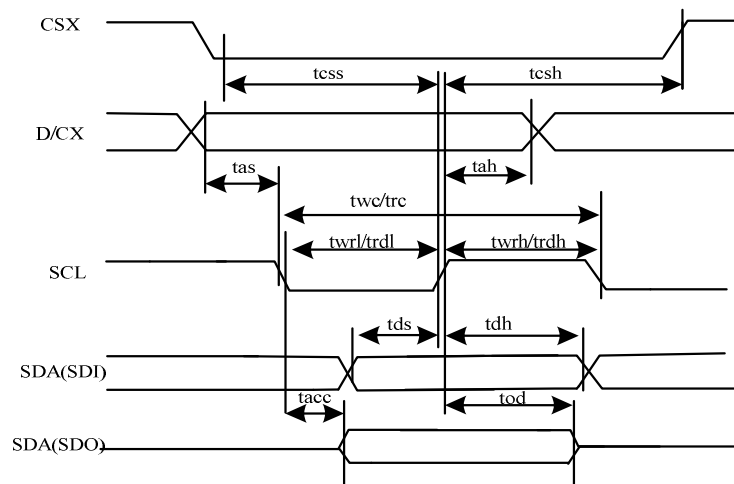 CSX
tcss
tcsh
D/CX
tas
tah
twc/trc
twrl/trdl
twrh/trdh
SCL
tds
tdh
SDA(SDI)
tacc
tod
SDA(SDO)